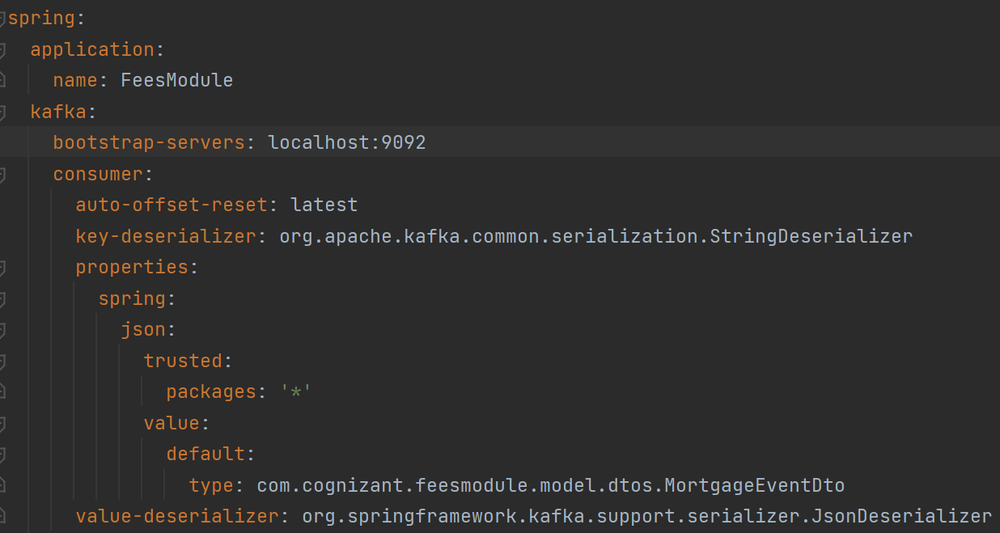 spring:
  application:
    name: FeesModule
  kafka:
    bootstrap-servers: localhost:9092
    consumer:
      auto-offset-reset: latest
      key-deserializer: org.apache.kafka.common.serialization.StringDeserializer
      properties:
        spring:
          json:
            trusted:
              packages: '*'
            value:
              default:
                type: com.cognizant.feesmodule.model.dtos.MortgageEventDto
      value-deserializer: org.springframework.kafka.support.serializer.JsonDeserializer